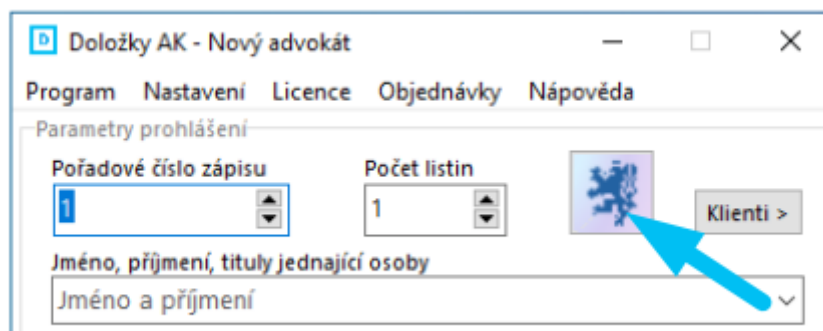 D Doložky AK - Nový advokát
Program Nastavení Licence Objednávky Nápověda
Parametry prohlášení
Pořadové číslo zápisu Počet listin
1 1
Klienti >
Jméno, příjmení, tituly jednající osoby
Jméno a příjmení